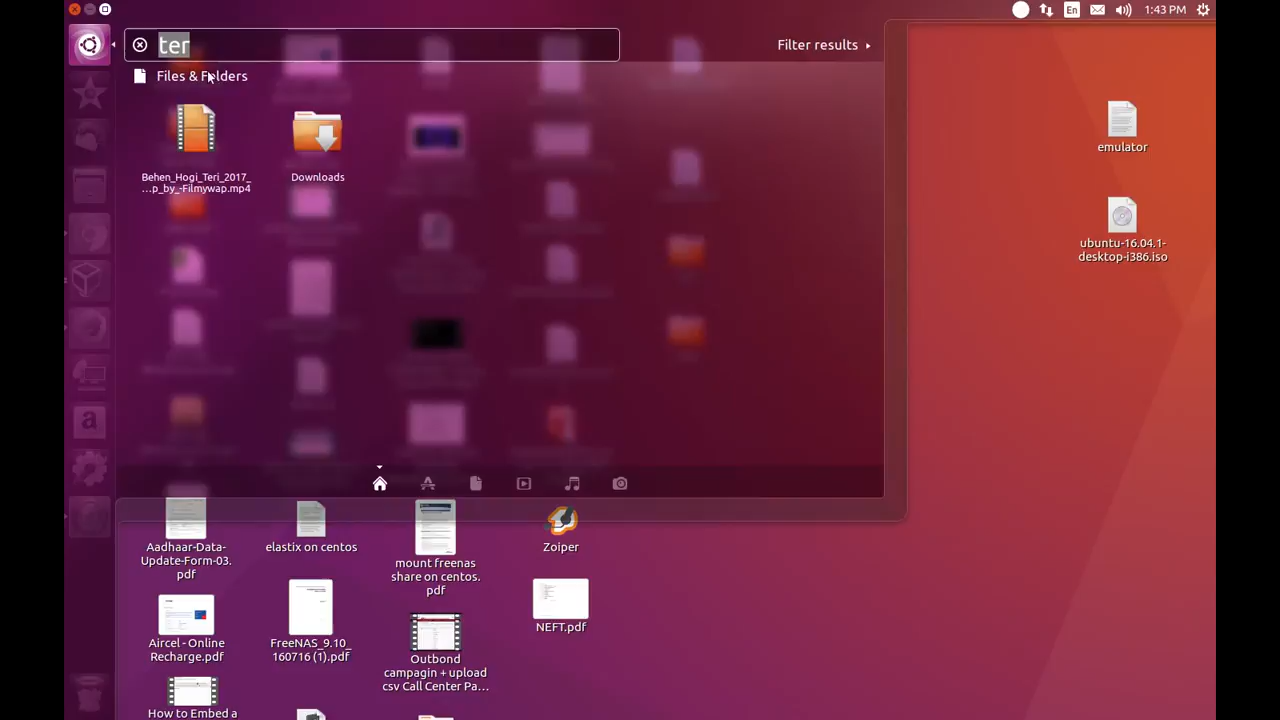 En
1:43 PM
ter
Filter results
Files & Folders
Behen_Hogi_Teri_2017_
...p_by_-Filmywap.mp4
Downloads
emulator
ubuntu-16.04.1-
desktop-i386.iso
Aadhaar-Data-
Update-Form-03.
pdf
elastix on centos
mount freenas
share on centos.
pdf
Zoiper
Aircel - Online
Recharge.pdf
FreeNAS_9.10_
160716 (1).pdf
Outbond
campagin + upload
csv Call Center Pa...
NEFT.pdf
How to Embed a